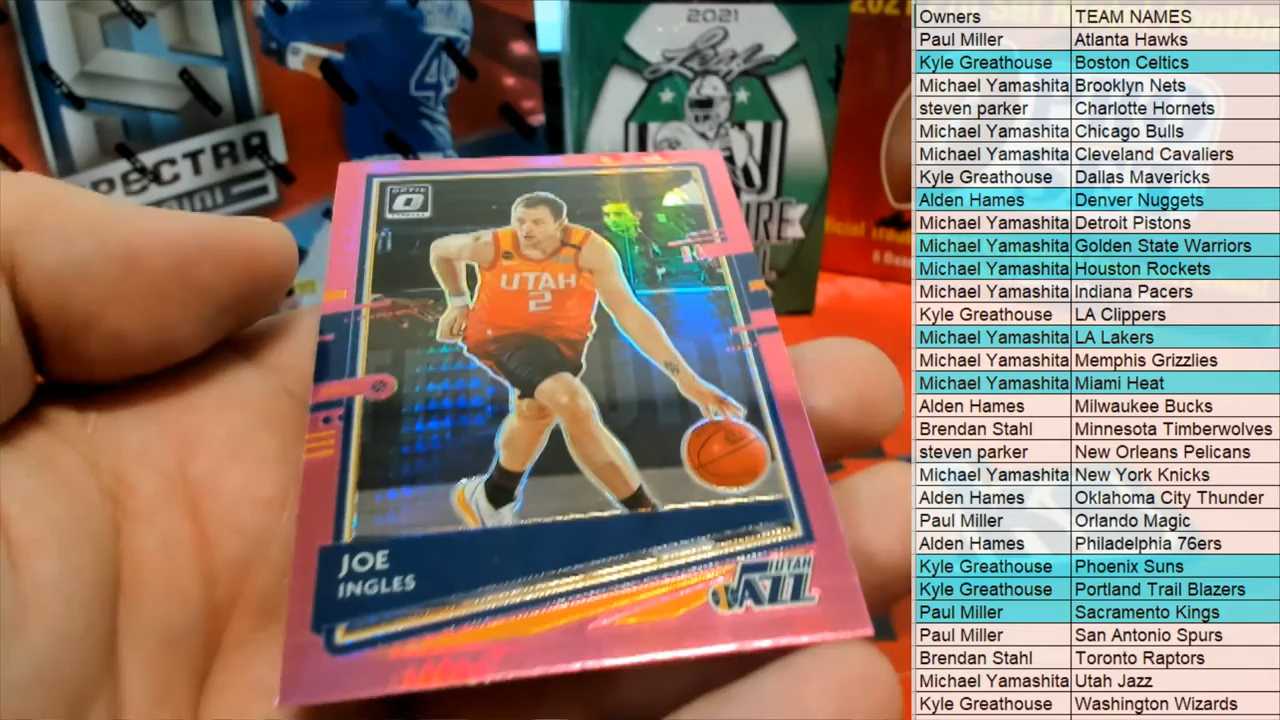 SPECTRA
PANINI
4
2021
Leaf
2021
OPTIC
UTAH
2
JOE
INGLES
UTAH
JAZZ
Owners TEAM NAMES
Paul Miller Atlanta Hawks
Kyle Greathouse Boston Celtics
Michael Yamashita Brooklyn Nets
steven parker Charlotte Hornets
Michael Yamashita Chicago Bulls
Michael Yamashita Cleveland Cavaliers
Kyle Greathouse Dallas Mavericks
Alden Hames Denver Nuggets
Michael Yamashita Detroit Pistons
Michael Yamashita Golden State Warriors
Michael Yamashita Houston Rockets
Michael Yamashita Indiana Pacers
Kyle Greathouse LA Clippers
Michael Yamashita LA Lakers
Michael Yamashita Memphis Grizzlies
Michael Yamashita Miami Heat
Alden Hames Milwaukee Bucks
Brendan Stahl Minnesota Timberwolves
steven parker New Orleans Pelicans
Michael Yamashita New York Knicks
Alden Hames Oklahoma City Thunder
Paul Miller Orlando Magic
Alden Hames Philadelphia 76ers
Kyle Greathouse Phoenix Suns
Kyle Greathouse Portland Trail Blazers
Paul Miller Sacramento Kings
Paul Miller San Antonio Spurs
Brendan Stahl Toronto Raptors
Michael Yamashita Utah Jazz
Kyle Greathouse Washington Wizards